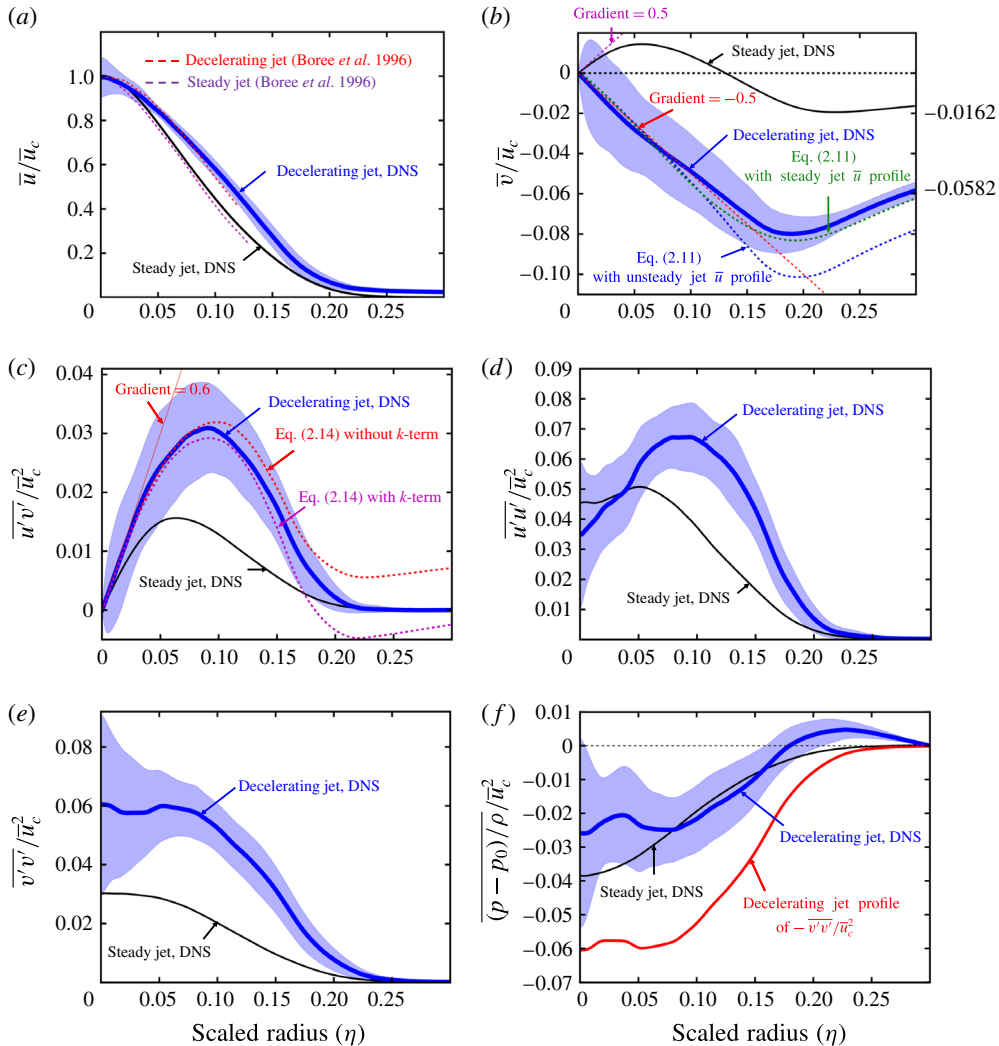 (a)
1.0
0.8
0.6
0.4
0.2
0
0.05
0.10
0.15
0.20
0.25
u̅/u̅c
Decelerating jet (Boree et al. 1996)
Steady jet (Boree et al. 1996)
Decelerating jet, DNS
Steady jet, DNS
(b)
Gradient = 0.5
Steady jet, DNS
0
−0.02
−0.04
−0.06
−0.08
−0.10
−0.0162
−0.0582
v̅/u̅c
Gradient = −0.5
Decelerating jet, DNS
Eq. (2.11)
with steady jet u̅ profile
Eq. (2.11)
with unsteady jet u̅ profile
0
0.05
0.10
0.15
0.20
0.25
(c)
0.04
0.03
0.02
0.01
0
u′v′/u̅c²
Gradient = 0.6
Decelerating jet, DNS
Eq. (2.14) without k-term
Eq. (2.14) with k-term
Steady jet, DNS
0
0.05
0.10
0.15
0.20
0.25
(d)
0.09
0.08
0.07
0.06
0.05
0.04
0.03
0.02
0.01
u′u′/u̅c²
Decelerating jet, DNS
Steady jet, DNS
0
0.05
0.10
0.15
0.20
0.25
(e)
0.08
0.06
0.04
0.02
v′v′/u̅c²
Decelerating jet, DNS
Steady jet, DNS
0
0.05
0.10
0.15
0.20
0.25
Scaled radius (η)
(f)
0.01
0
−0.01
−0.02
−0.03
−0.04
−0.05
−0.06
−0.07
(p − p0)/ρ/u̅c²
Decelerating jet, DNS
Steady jet, DNS
Decelerating jet profile
of − v′v′/u̅c²
0
0.05
0.10
0.15
0.20
0.25
Scaled radius (η)